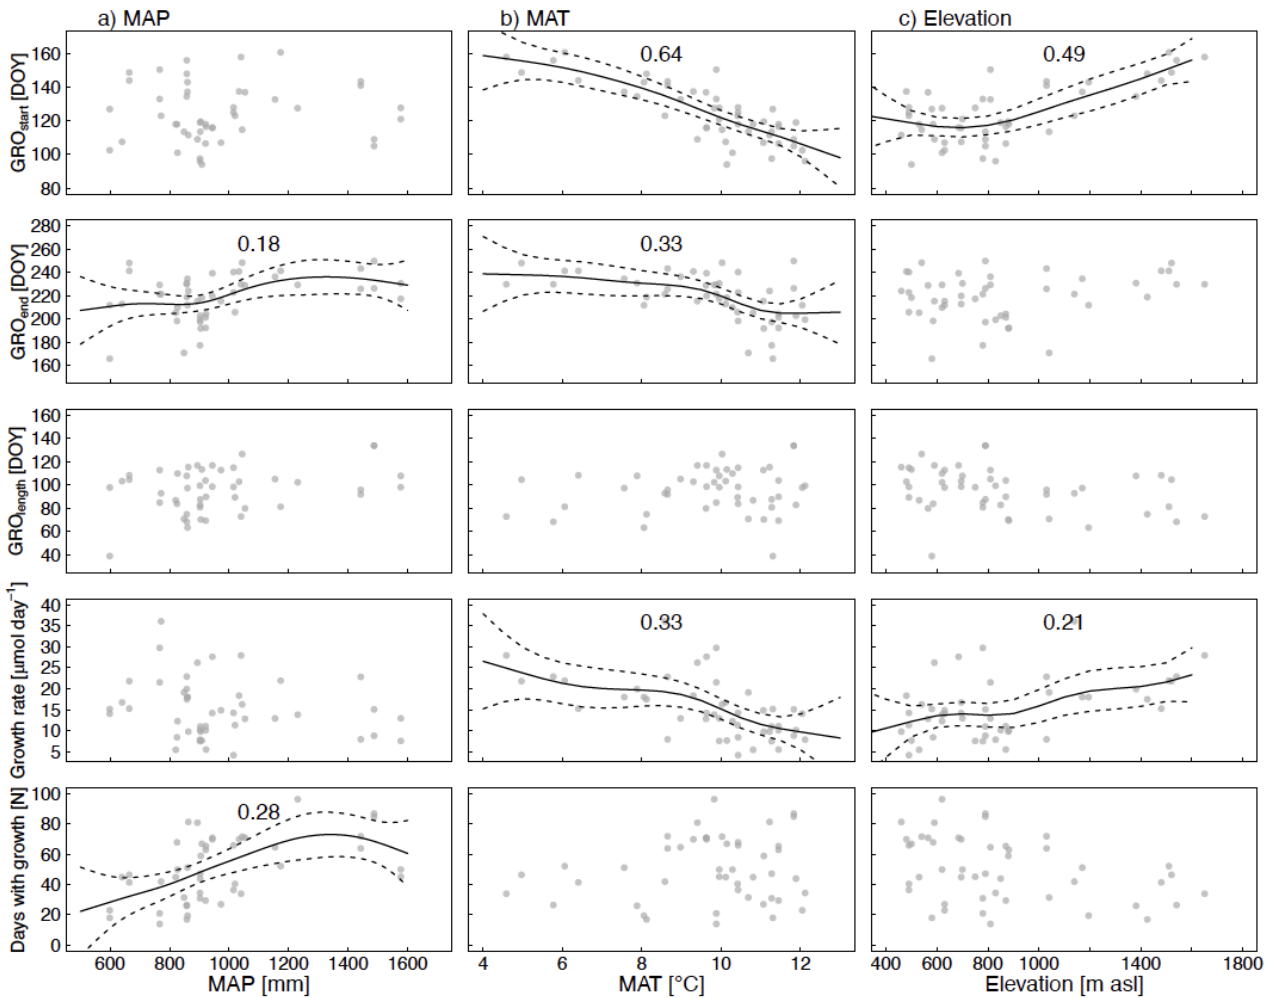 a) MAP
b) MAT
c) Elevation
GROstart [DOY]
160
140
120
100
80
0.64
0.49
GROend [DOY]
280
260
240
220
200
180
160
0.18
0.33
GROlength [DOY]
160
140
120
100
80
60
40
Growth rate [µmol day⁻¹]
40
35
30
25
20
15
10
5
0.33
0.21
Days with growth [N]
100
80
60
40
20
0
0.28
600 800 1000 1200 1400 1600
4 6 8 10 12
400 600 800 1000 1200 1400 1600 1800
MAP [mm]
MAT [°C]
Elevation [m asl]